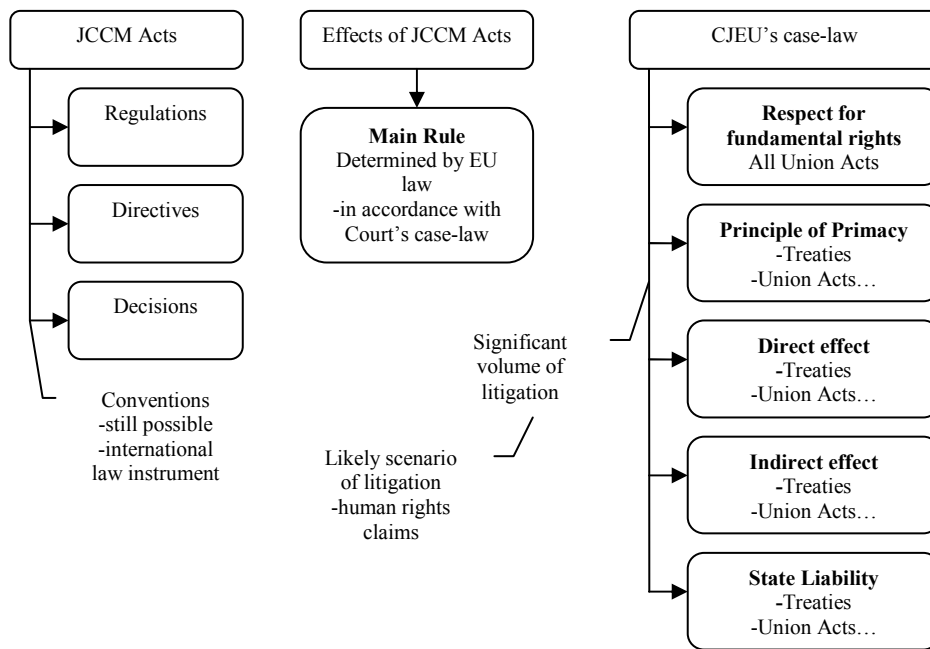 JCCM Acts
Regulations
Directives
Decisions
Conventions
-still possible
-international
law instrument
Effects of JCCM Acts
Main Rule
Determined by EU
law
-in accordance with
Court's case-law
Significant
volume of
litigation
Likely scenario
of litigation
-human rights
claims
CJEU's case-law
Respect for
fundamental rights
All Union Acts
Principle of Primacy
-Treaties
-Union Acts…
Direct effect
-Treaties
-Union Acts…
Indirect effect
-Treaties
-Union Acts…
State Liability
-Treaties
-Union Acts…